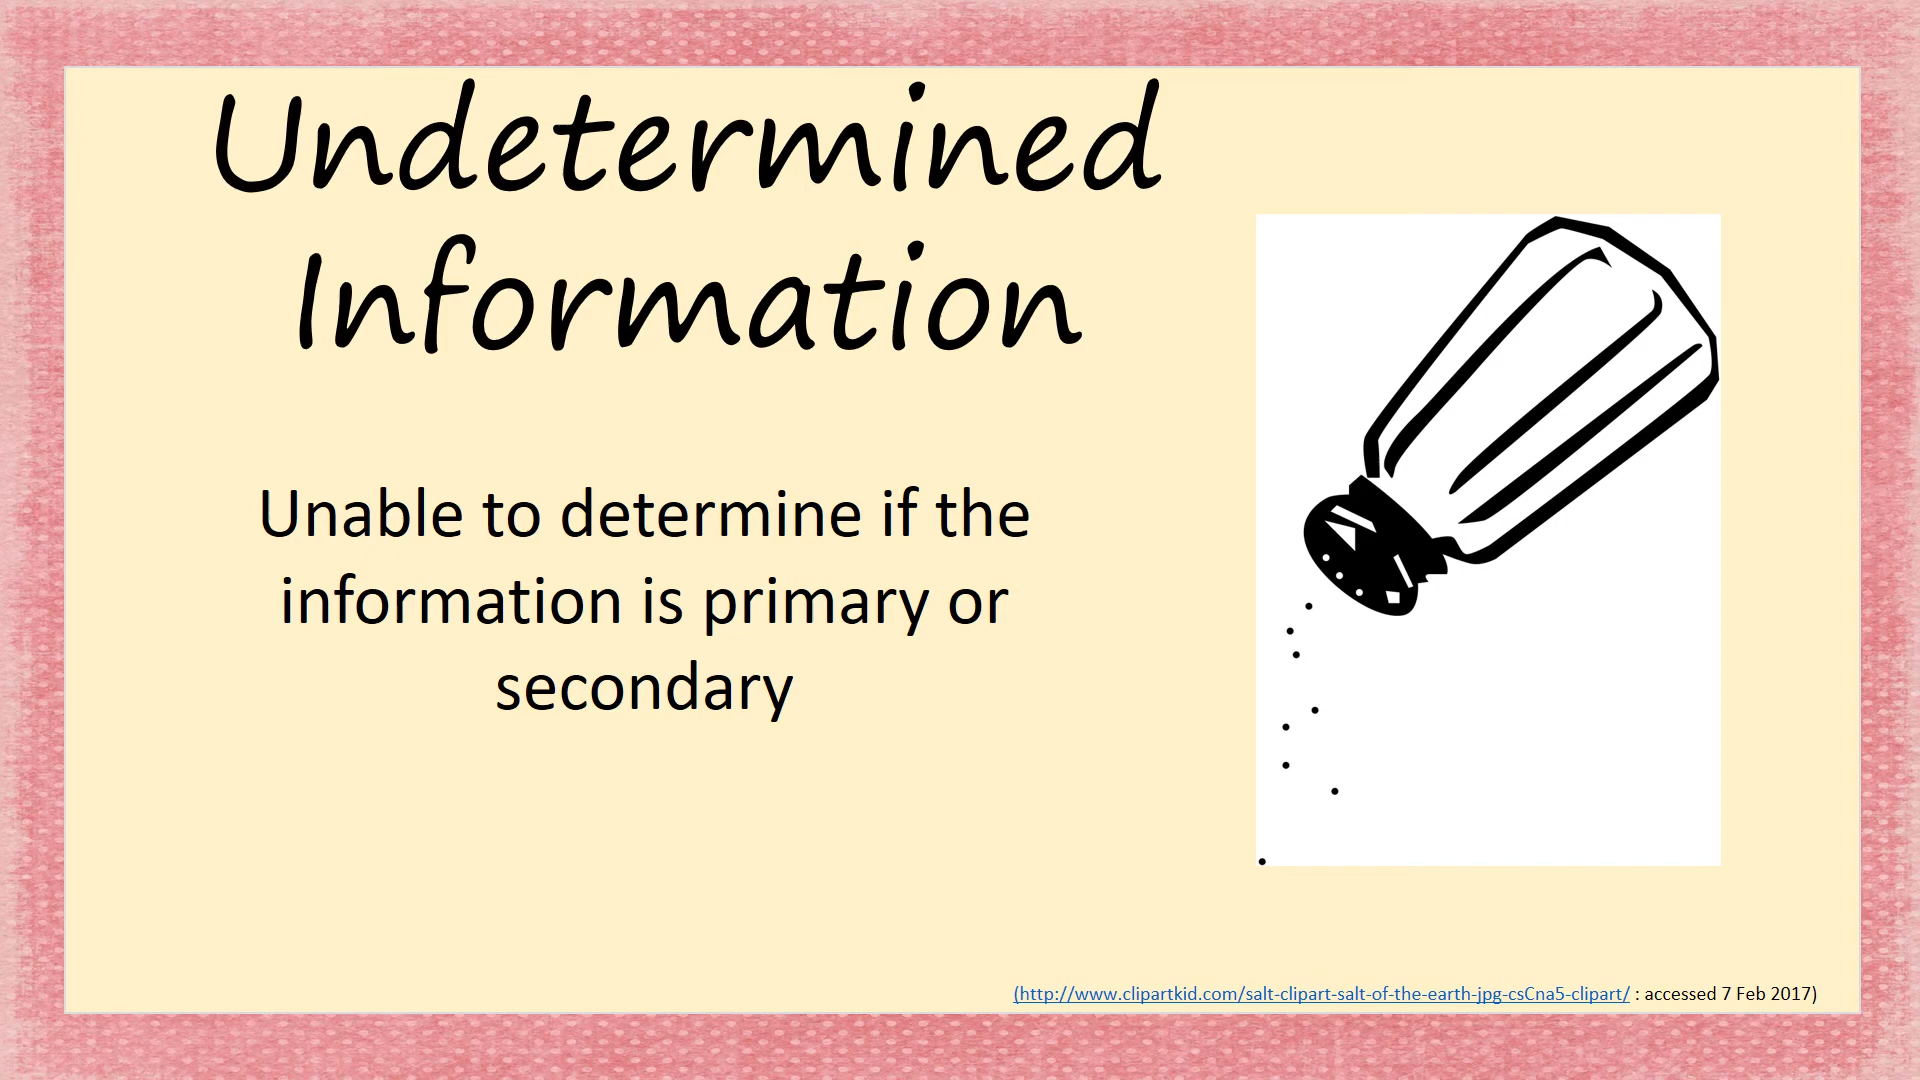 Undetermined
Information
Unable to determine if the
information is primary or
secondary
(http://www.clipartkid.com/salt-clipart-salt-of-the-earth-jpg-csCna5-clipart/ : accessed 7 Feb 2017)